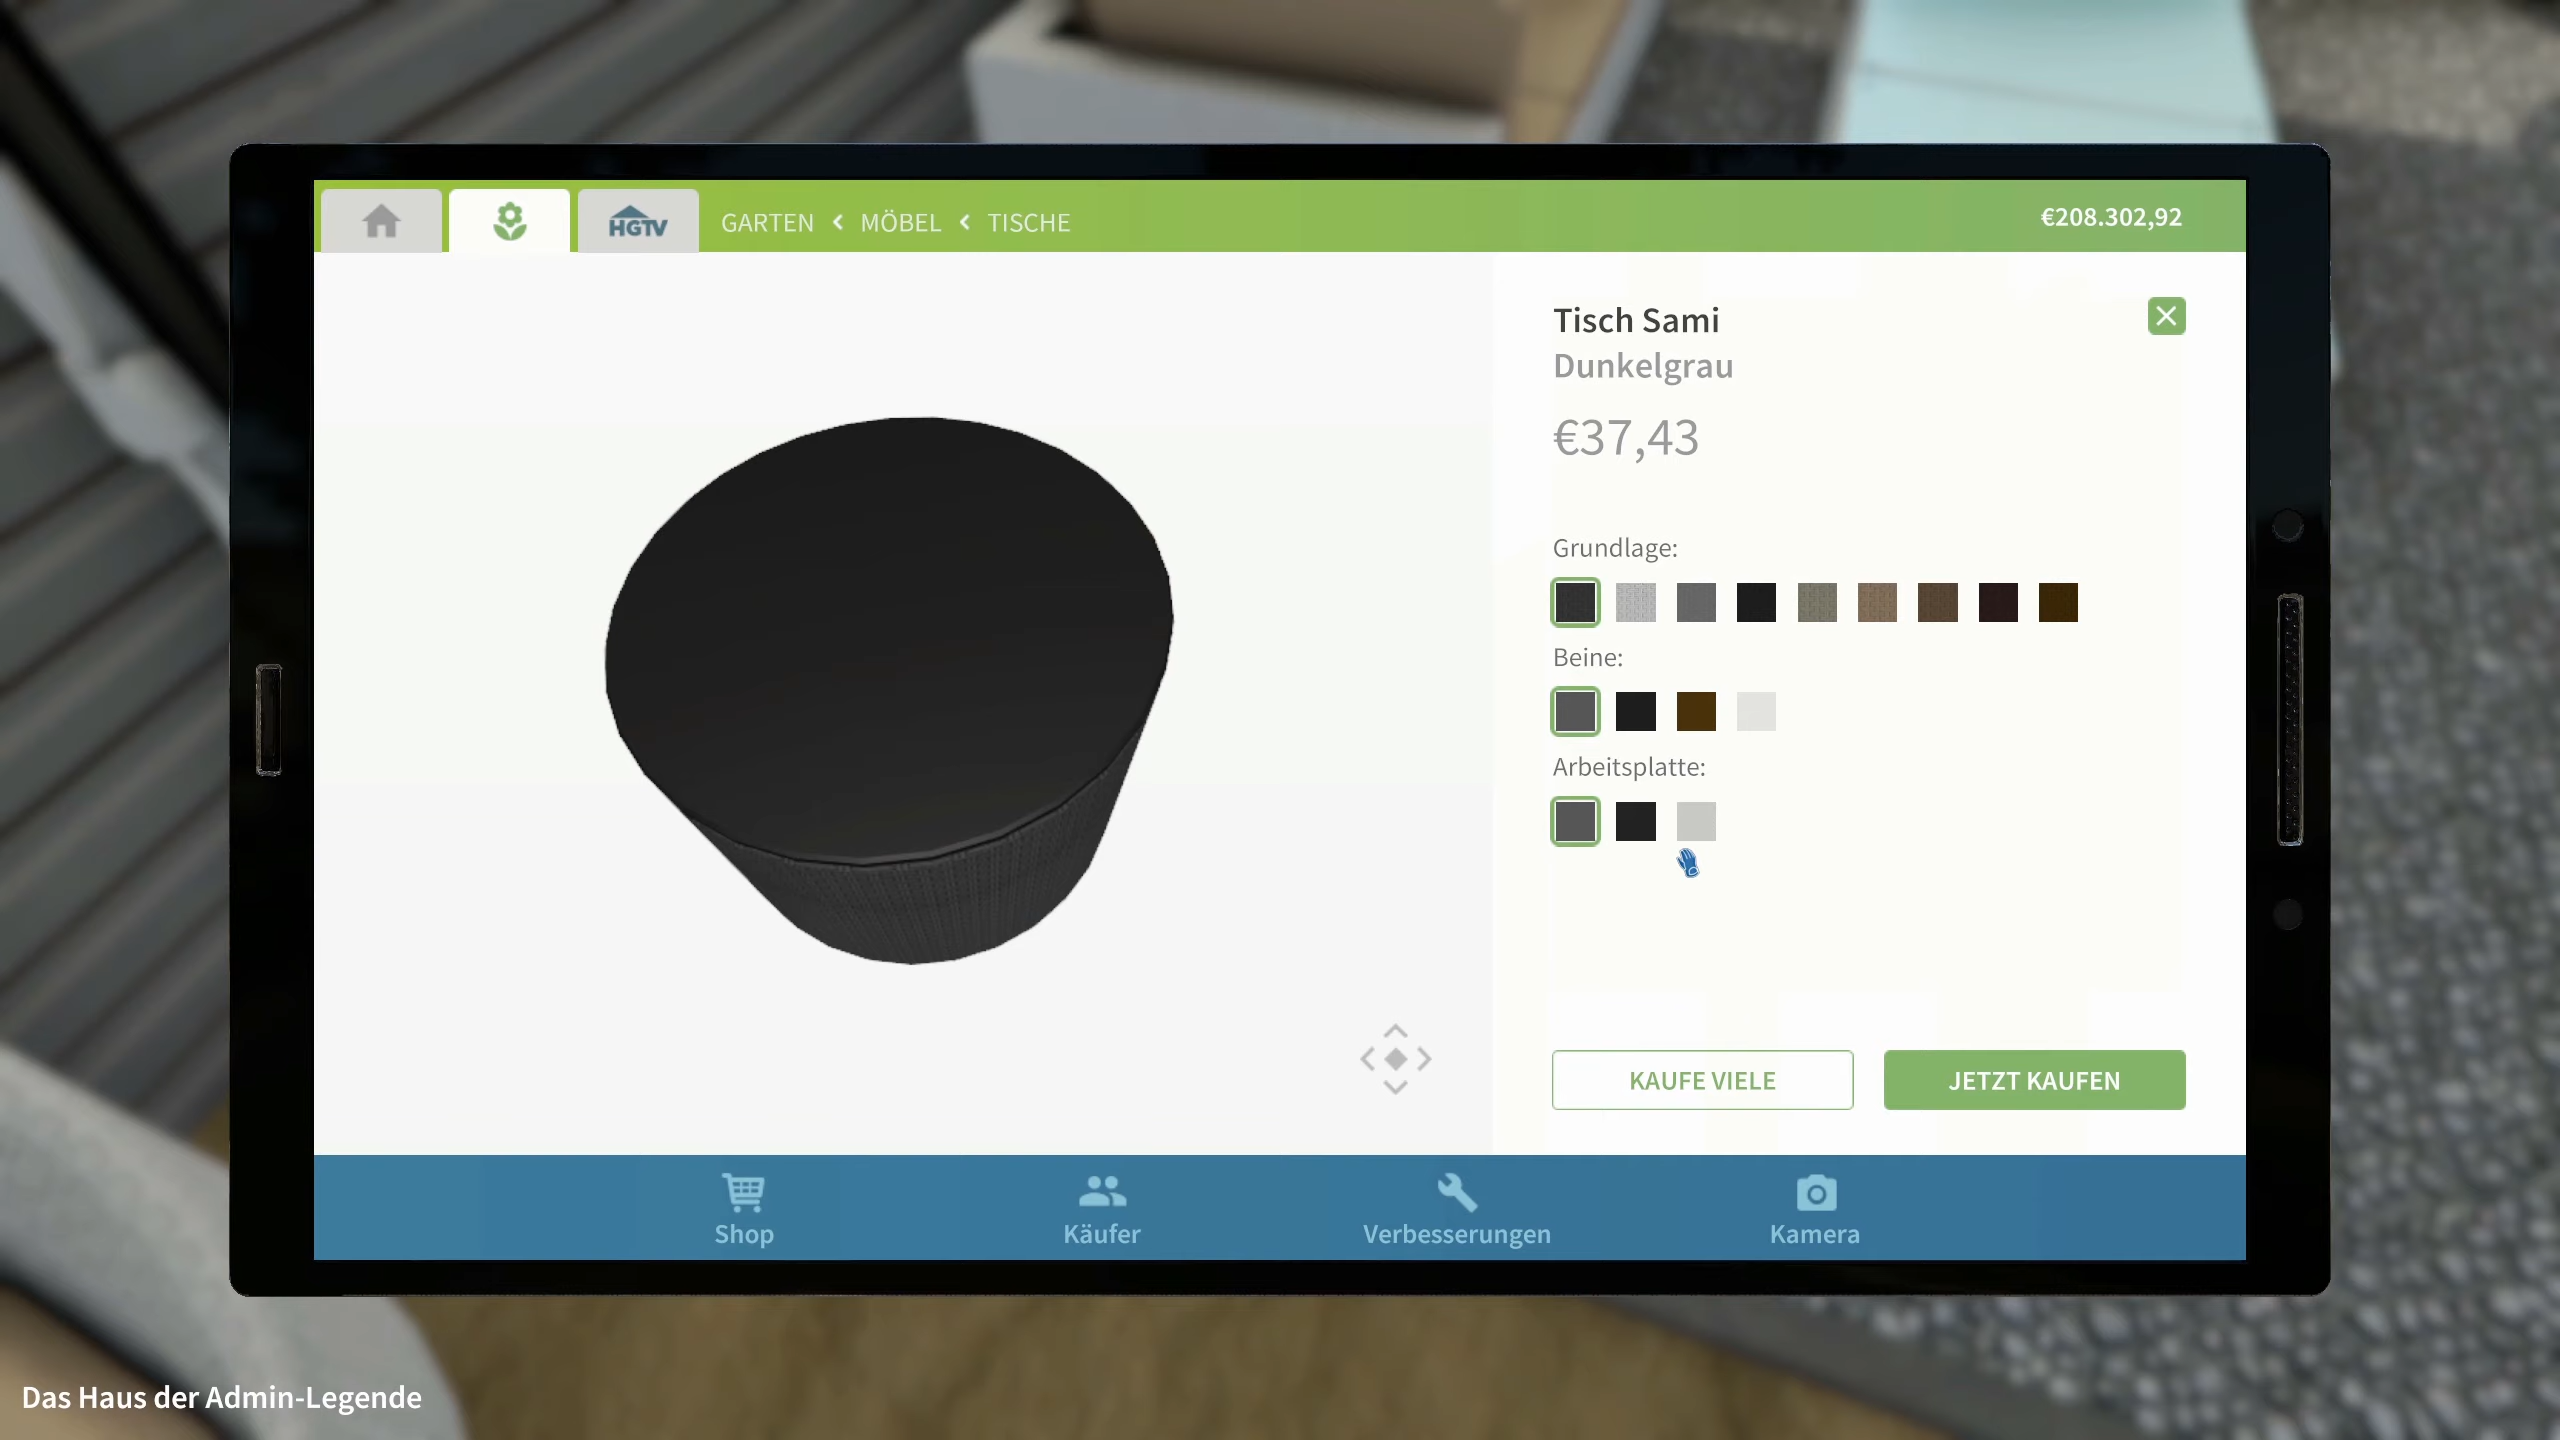 HGTV
GARTEN < MÖBEL < TISCHE
€208.302,92
Tisch Sami
Dunkelgrau
€37,43
Grundlage:
Beine:
Arbeitsplatte:
KAUFE VIELE
JETZT KAUFEN
Shop
Käufer
Verbesserungen
Kamera
Das Haus der Admin-Legende